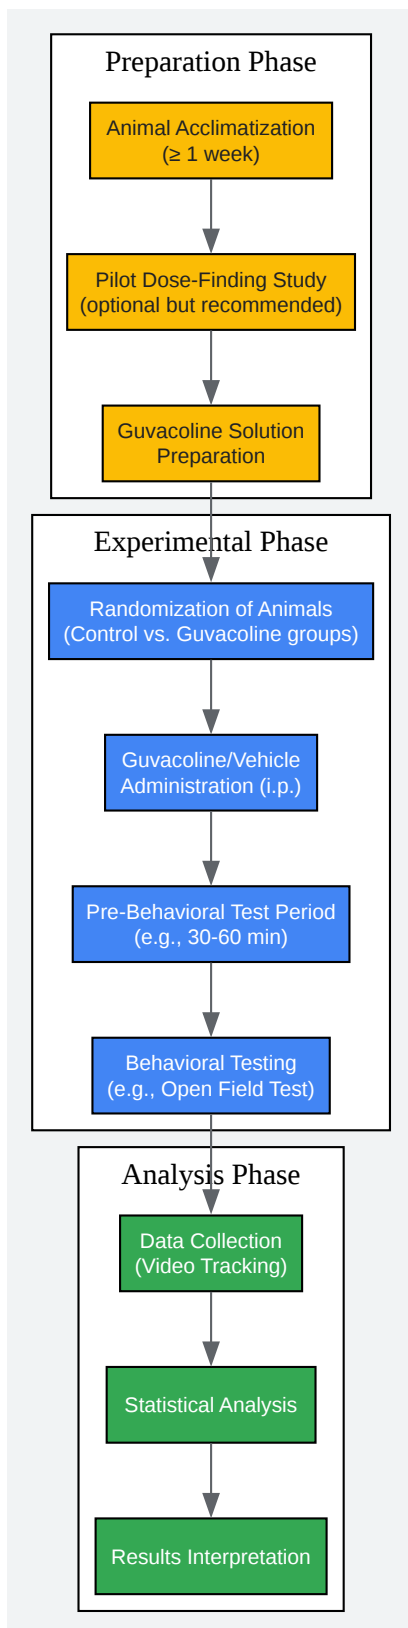 Preparation Phase
Animal Acclimatization
(≥ 1 week)
Pilot Dose-Finding Study
(optional but recommended)
Guvacoline Solution
Preparation
Experimental Phase
Randomization of Animals
(Control vs. Guvacoline groups)
Guvacoline/Vehicle
Administration (i.p.)
Pre-Behavioral Test Period
(e.g., 30-60 min)
Behavioral Testing
(e.g., Open Field Test)
Analysis Phase
Data Collection
(Video Tracking)
Statistical Analysis
Results Interpretation